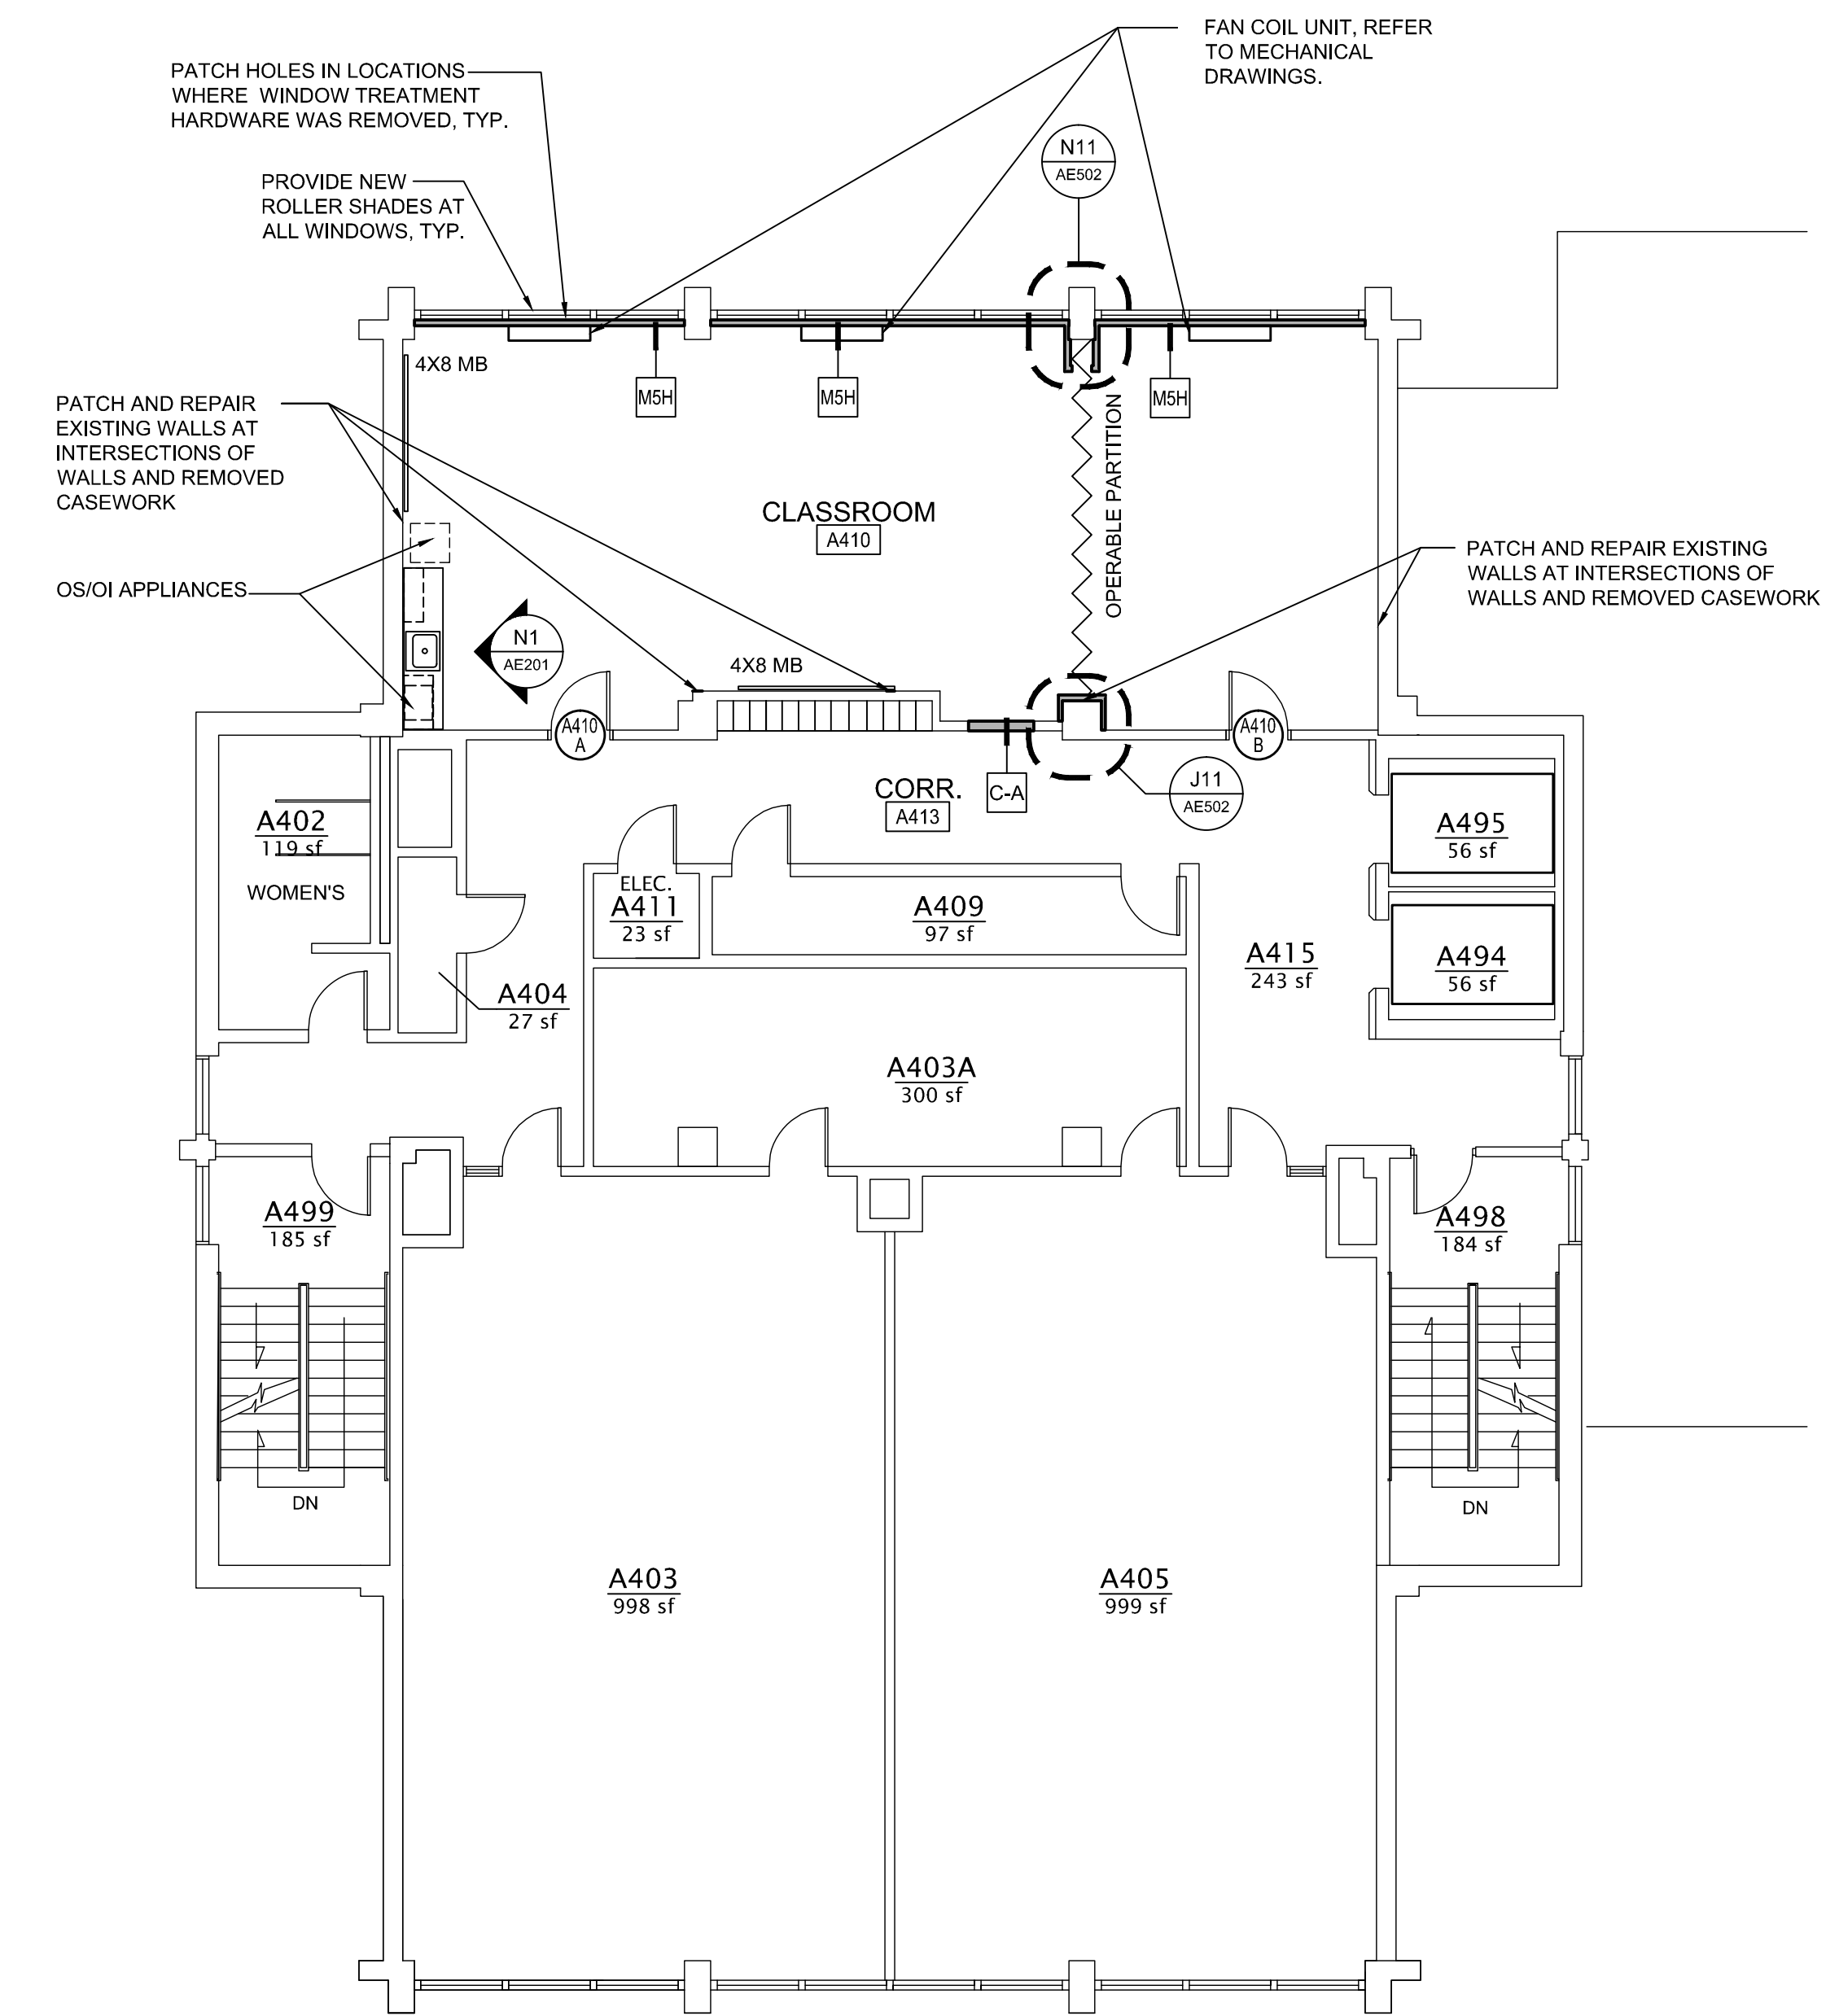 FAN COIL UNIT, REFER
TO MECHANICAL
DRAWINGS.
PATCH HOLES IN LOCATIONS
WHERE WINDOW TREATMENT
HARDWARE WAS REMOVED, TYP.
N11
AE502
PROVIDE NEW
ROLLER SHADES AT
ALL WINDOWS, TYP.
4X8 MB
M5H
M5H
M5H
PATCH AND REPAIR
EXISTING WALLS AT
INTERSECTIONS OF
WALLS AND REMOVED
CASEWORK
OPERABLE PARTITION
CLASSROOM
A410
PATCH AND REPAIR EXISTING
WALLS AT INTERSECTIONS OF
WALLS AND REMOVED CASEWORK
OS/OI APPLIANCES
N1
AE201
4X8 MB
A410
A
A410
B
CORR.
A413
C-A
J11
AE502
A402
119 sf
WOMEN'S
A495
56 sf
ELEC.
A411
23 sf
A409
97 sf
A415
243 sf
A494
56 sf
A404
27 sf
A403A
300 sf
A499
185 sf
A498
184 sf
DN
DN
A403
998 sf
A405
999 sf